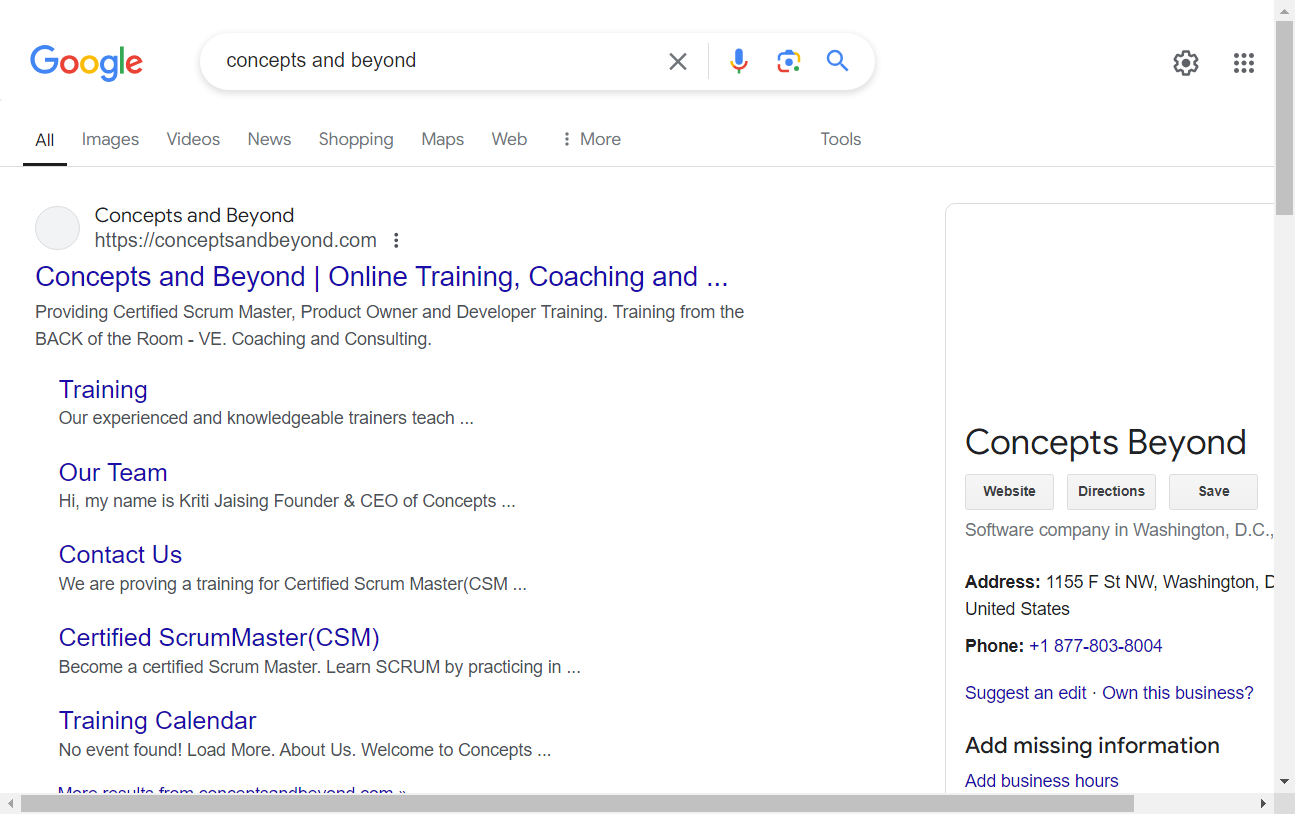 Google
concepts and beyond
All Images Videos News Shopping Maps Web More Tools
Concepts and Beyond
https://conceptsandbeyond.com
Concepts and Beyond | Online Training, Coaching and ...
Providing Certified Scrum Master, Product Owner and Developer Training. Training from the
BACK of the Room - VE. Coaching and Consulting.
Training
Our experienced and knowledgeable trainers teach ...
Our Team
Hi, my name is Kriti Jaising Founder & CEO of Concepts ...
Contact Us
We are proving a training for Certified Scrum Master(CSM ...
Certified ScrumMaster(CSM)
Become a certified Scrum Master. Learn SCRUM by practicing in ...
Training Calendar
No event found! Load More. About Us. Welcome to Concepts ...
More results from conceptsandbeyond.com »
Concepts Beyond
Website Directions Save
Software company in Washington, D.C.,
Address: 1155 F St NW, Washington, D
United States
Phone: +1 877-803-8004
Suggest an edit · Own this business?
Add missing information
Add business hours